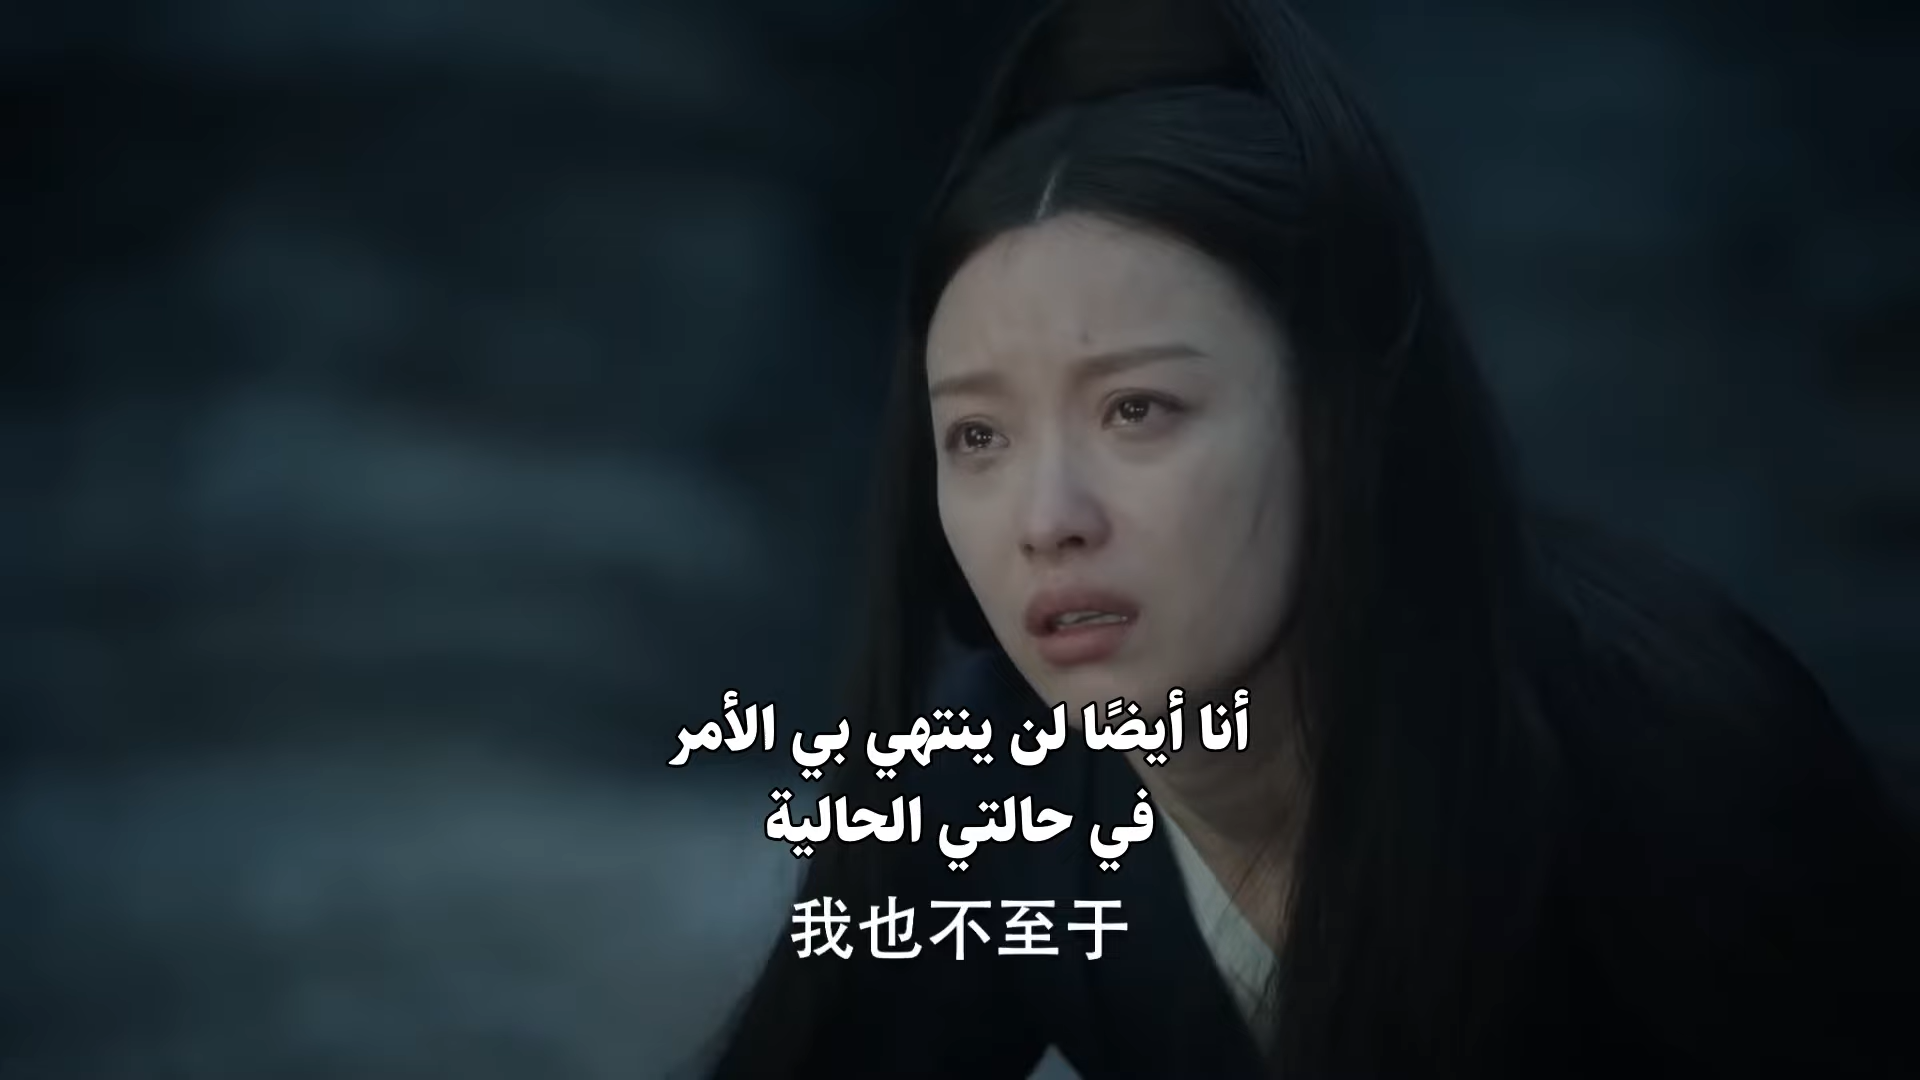 أنا أيضًا لن ينتهي بي الأمر
في حالتي الحالية
我也不至于